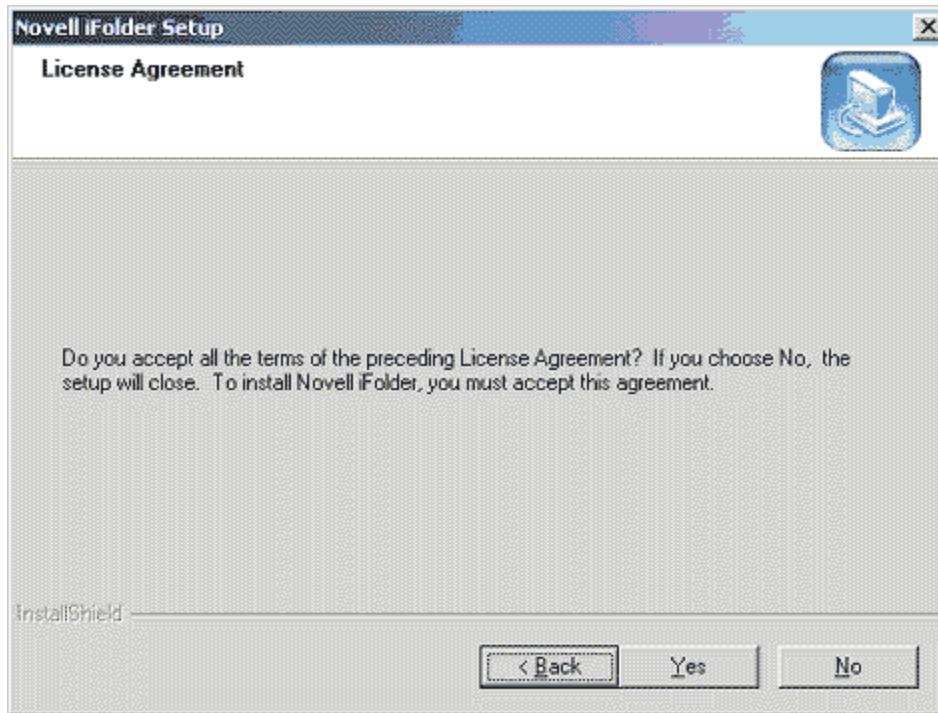 Novell iFolder Setup
License Agreement
Do you accept all the terms of the preceding License Agreement?  If you choose No,  the
setup will close.  To install Novell iFolder, you must accept this agreement.
InstallShield
< Back Yes No